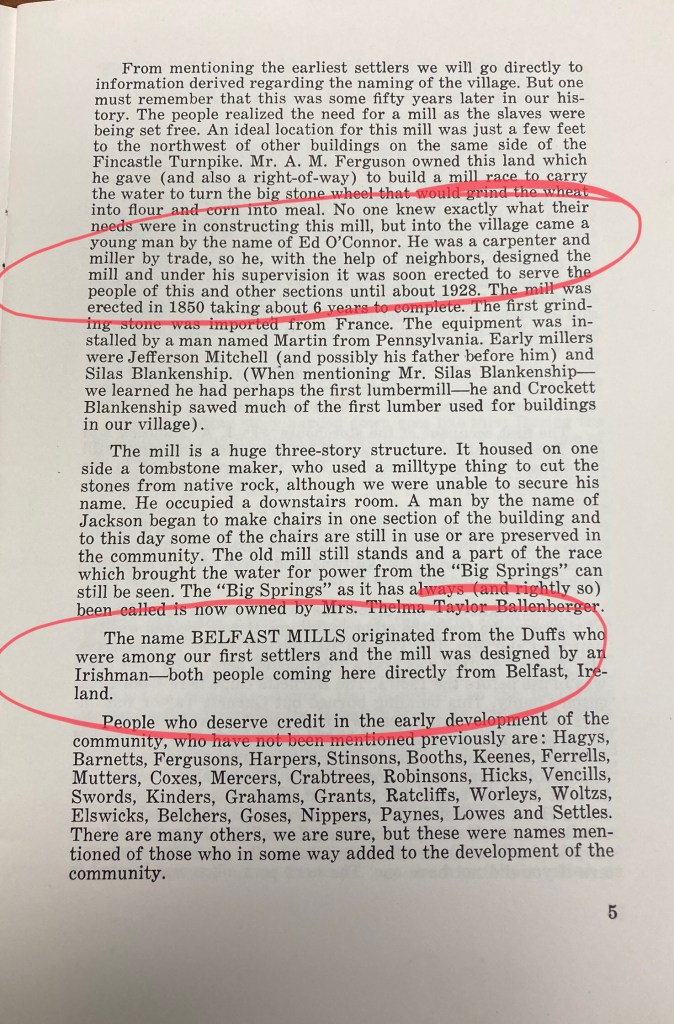 From mentioning the earliest settlers we will go directly to
information derived regarding the naming of the village. But one
must remember that this was some fifty years later in our his-
tory. The people realized the need for a mill as the slaves were
being set free. An ideal location for this mill was just a few feet
to the northwest of other buildings on the same side of the
Fincastle Turnpike. Mr. A. M. Ferguson owned this land which
he gave (and also a right-of-way) to build a mill race to carry
the water to turn the big stone wheel that would grind the wheat
into flour and corn into meal. No one knew exactly what their
needs were in constructing this mill, but into the village came a
young man by the name of Ed O'Connor. He was a carpenter and
miller by trade, so he, with the help of neighbors, designed the
mill and under his supervision it was soon erected to serve the
people of this and other sections until about 1928. The mill was
erected in 1850 taking about 6 years to complete. The first grind-
ing stone was imported from France. The equipment was in-
stalled by a man named Martin from Pennsylvania. Early millers
were Jefferson Mitchell (and possibly his father before him) and
Silas Blankenship. (When mentioning Mr. Silas Blankenship—
we learned he had perhaps the first lumbermill—he and Crockett
Blankenship sawed much of the first lumber used for buildings
in our village).
The mill is a huge three-story structure. It housed on one
side a tombstone maker, who used a milltype thing to cut the
stones from native rock, although we were unable to secure his
name. He occupied a downstairs room. A man by the name of
Jackson began to make chairs in one section of the building and
to this day some of the chairs are still in use or are preserved in
the community. The old mill still stands and a part of the race
which brought the water for power from the "Big Springs" can
still be seen. The "Big Springs" as it has always (and rightly so)
been called is now owned by Mrs. Thelma Taylor Ballenberger.
The name BELFAST MILLS originated from the Duffs who
were among our first settlers and the mill was designed by an
Irishman—both people coming here directly from Belfast, Ire-
land.
People who deserve credit in the early development of the
community, who have not been mentioned previously are: Hagys,
Barnetts, Fergusons, Harpers, Stinsons, Booths, Keenes, Ferrells,
Mutters, Coxes, Mercers, Crabtrees, Robinsons, Hicks, Vencills,
Swords, Kinders, Grahams, Grants, Ratcliffs, Worleys, Woltzs,
Elswicks, Belchers, Goses, Nippers, Paynes, Lowes and Settles.
There are many others, we are sure, but these were names men-
tioned of those who in some way added to the development of the
community.
5